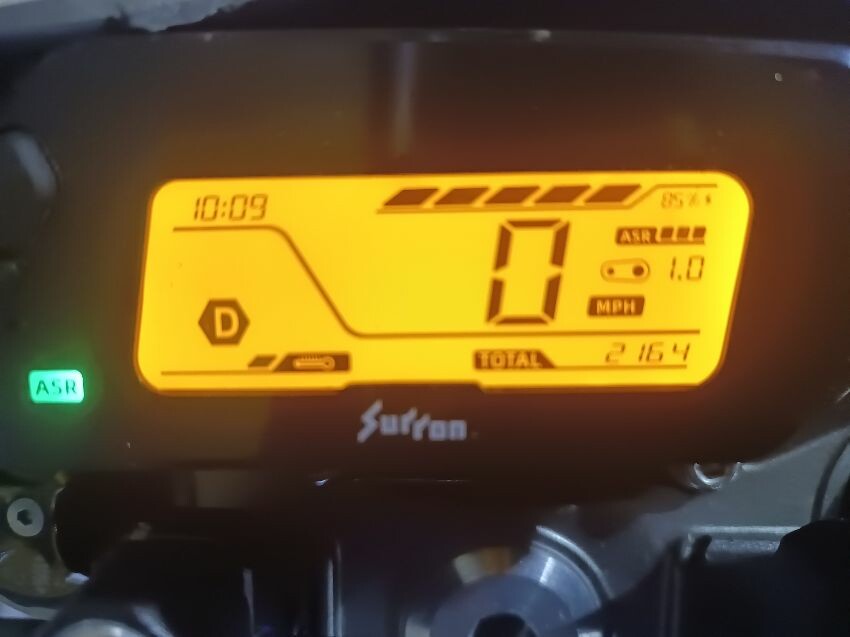 10:09
85%
ASR
1.0
0
MPH
D
TOTAL
2164
ASR
Surron